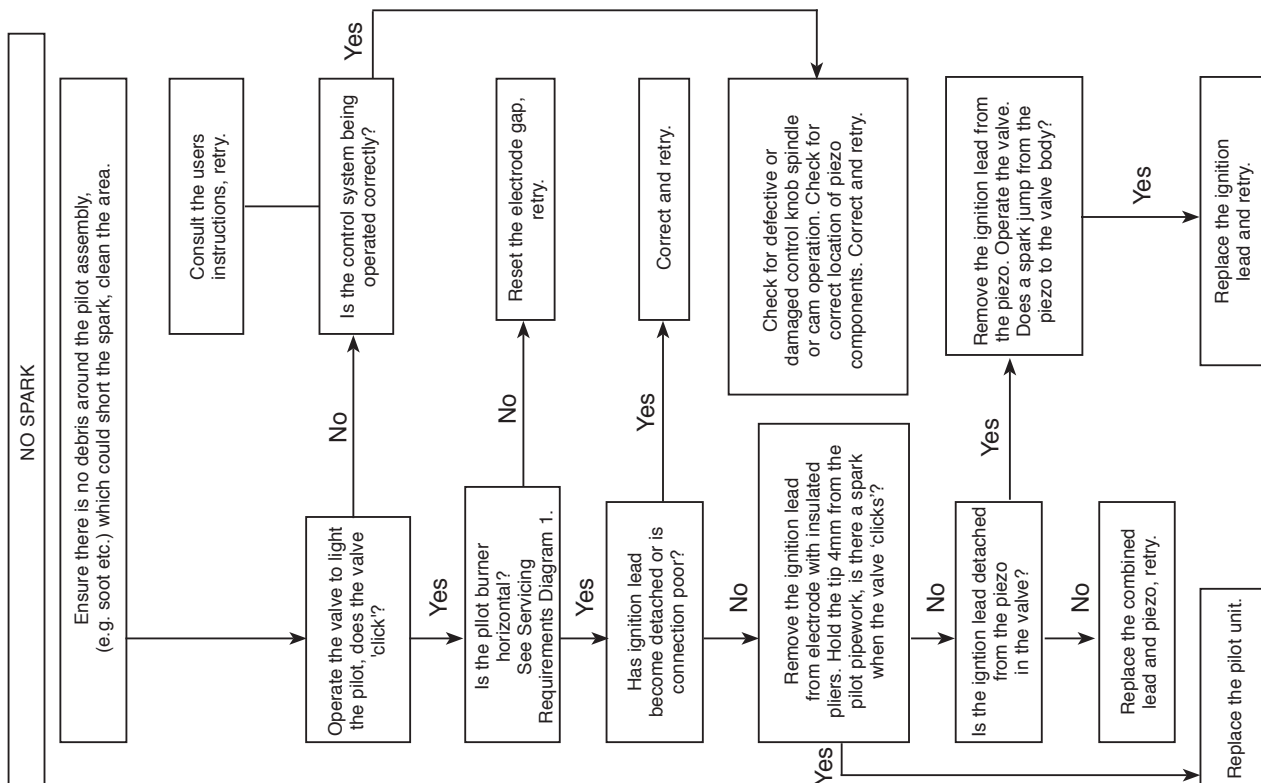 NO SPARK
Ensure there is no debris around the pilot assembly,
(e.g. soot etc.) which could short the spark, clean the area.
Consult the users
instructions, retry.
Operate the valve to light
the pilot, does the valve
'click'?
No
Is the control system being
operated correctly?
Yes
Yes
Is the pilot burner
horizontal?
See Servicing
Requirements Diagram 1.
No
Reset the electrode gap,
retry.
Yes
Has ignition lead
become detached or is
connection poor?
Yes
Correct and retry.
No
Remove the ignition lead
from electrode with insulated
pliers. Hold the tip 4mm from the
pilot pipework, is there a spark
when the valve ‘clicks’?
Check for defective or
damaged control knob spindle
or cam operation. Check for
correct location of piezo
components. Correct and retry.
Yes
No
Is the ignition lead detached
from the piezo
in the valve?
Yes
Remove the ignition lead from
the piezo. Operate the valve.
Does a spark jump from the
piezo to the valve body?
No
Yes
Replace the combined
lead and piezo, retry.
Replace the pilot unit.
Replace the ignition
lead and retry.